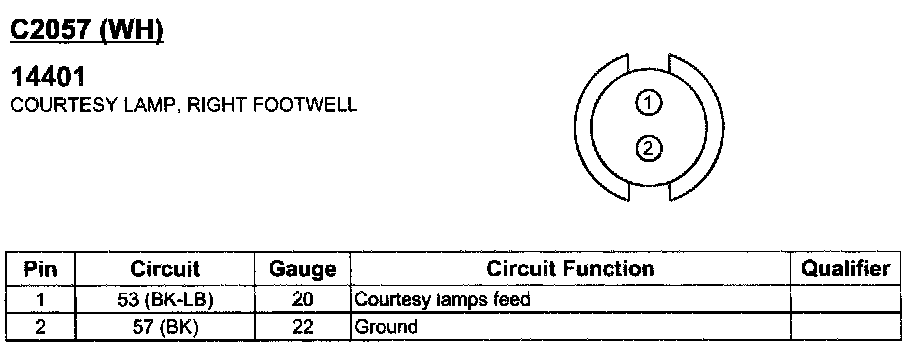 C2057 (WH)
14401
COURTESY LAMP, RIGHT FOOTWELL
1
2
Pin Circuit Gauge Circuit Function Qualifier
1 53 (BK-LB) 20 Courtesy lamps feed
2 57 (BK) 22 Ground